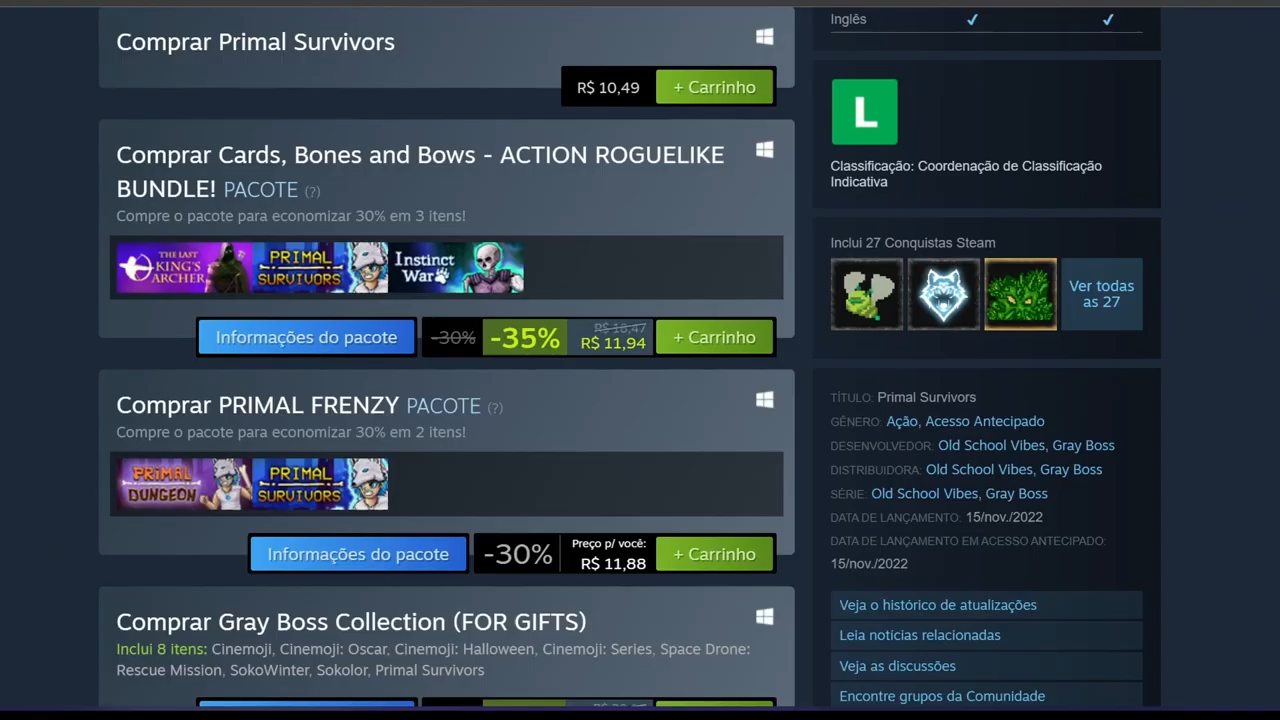 Comprar Primal Survivors
R$ 10,49
+ Carrinho
Comprar Cards, Bones and Bows - ACTION ROGUELIKE
BUNDLE! PACOTE (?)
Compre o pacote para economizar 30% em 3 itens!
THE LAST
KING'S
ARCHER
PRIMAL
SURVIVORS
Instinct
War
Informações do pacote
-30%
-35%
R$ 18,47
R$ 11,94
+ Carrinho
Comprar PRIMAL FRENZY PACOTE (?)
Compre o pacote para economizar 30% em 2 itens!
PRIMAL
DUNGEON
PRIMAL
SURVIVORS
Informações do pacote
-30%
Preço p/ você:
R$ 11,88
+ Carrinho
Comprar Gray Boss Collection (FOR GIFTS)
Inclui 8 itens: Cinemoji, Cinemoji: Oscar, Cinemoji: Halloween, Cinemoji: Series, Space Drone:
Rescue Mission, SokoWinter, Sokolor, Primal Survivors
Inglês
L
Classificação: Coordenação de Classificação
Indicativa
Inclui 27 Conquistas Steam
Ver todas
as 27
TÍTULO: Primal Survivors
GÊNERO: Ação, Acesso Antecipado
DESENVOLVEDOR: Old School Vibes, Gray Boss
DISTRIBUIDORA: Old School Vibes, Gray Boss
SÉRIE: Old School Vibes, Gray Boss
DATA DE LANÇAMENTO: 15/nov./2022
DATA DE LANÇAMENTO EM ACESSO ANTECIPADO:
15/nov./2022
Veja o histórico de atualizações
Leia notícias relacionadas
Veja as discussões
Encontre grupos da Comunidade